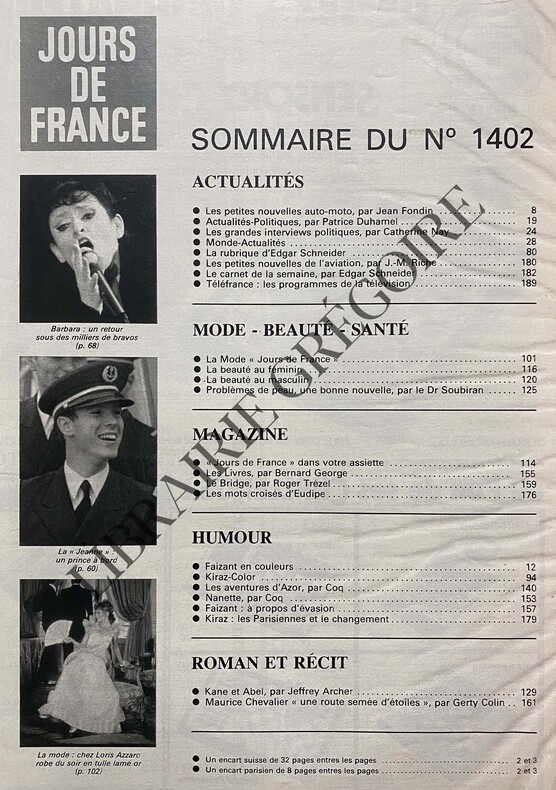 JOURS
DE
FRANCE
SOMMAIRE DU Nº 1402
Barbara : un retour
sous des milliers de bravos
(p. 68)
La « Jeanne » :
un prince à bord
(p. 60)
La mode : chez Loris Azzaro
robe du soir en tulle lamé or
(p. 102)
ACTUALITÉS
● Les petites nouvelles auto-moto, par Jean Fondin 8
● Actualités-Politiques, par Patrice Duhamel 19
● Les grandes interviews politiques, par Catherine Nay 24
● Monde-Actualités 28
● La rubrique d'Edgar Schneider 80
● Les petites nouvelles de l'aviation, par J.-M. Riche 180
● Le carnet de la semaine, par Edgar Schneider 182
● Téléfrance : les programmes de la télévision 189
MODE - BEAUTÉ - SANTÉ
● La Mode « Jours de France » 101
● La beauté au féminin 116
● La beauté au masculin 120
● Problèmes de peau, une bonne nouvelle, par le Dr Soubiran 125
MAGAZINE
● « Jours de France » dans votre assiette 114
● Les Livres, par Bernard George 155
● Le Bridge, par Roger Trézel 159
● Les mots croisés d'Eudipe 176
HUMOUR
● Faizant en couleurs 12
● Kiraz-Color 94
● Les aventures d'Azor, par Coq 140
● Nanette, par Coq 153
● Faizant : à propos d'évasion 157
● Kiraz : les Parisiennes et le changement 179
ROMAN ET RÉCIT
● Kane et Abel, par Jeffrey Archer 129
● Maurice Chevalier « une route semée d'étoiles », par Gerty Colin 161
● Un encart suisse de 32 pages entres les pages 2 et 3
● Un encart parisien de 8 pages entres les pages 2 et 3
LIBRAIRIE GRÉGOIRE